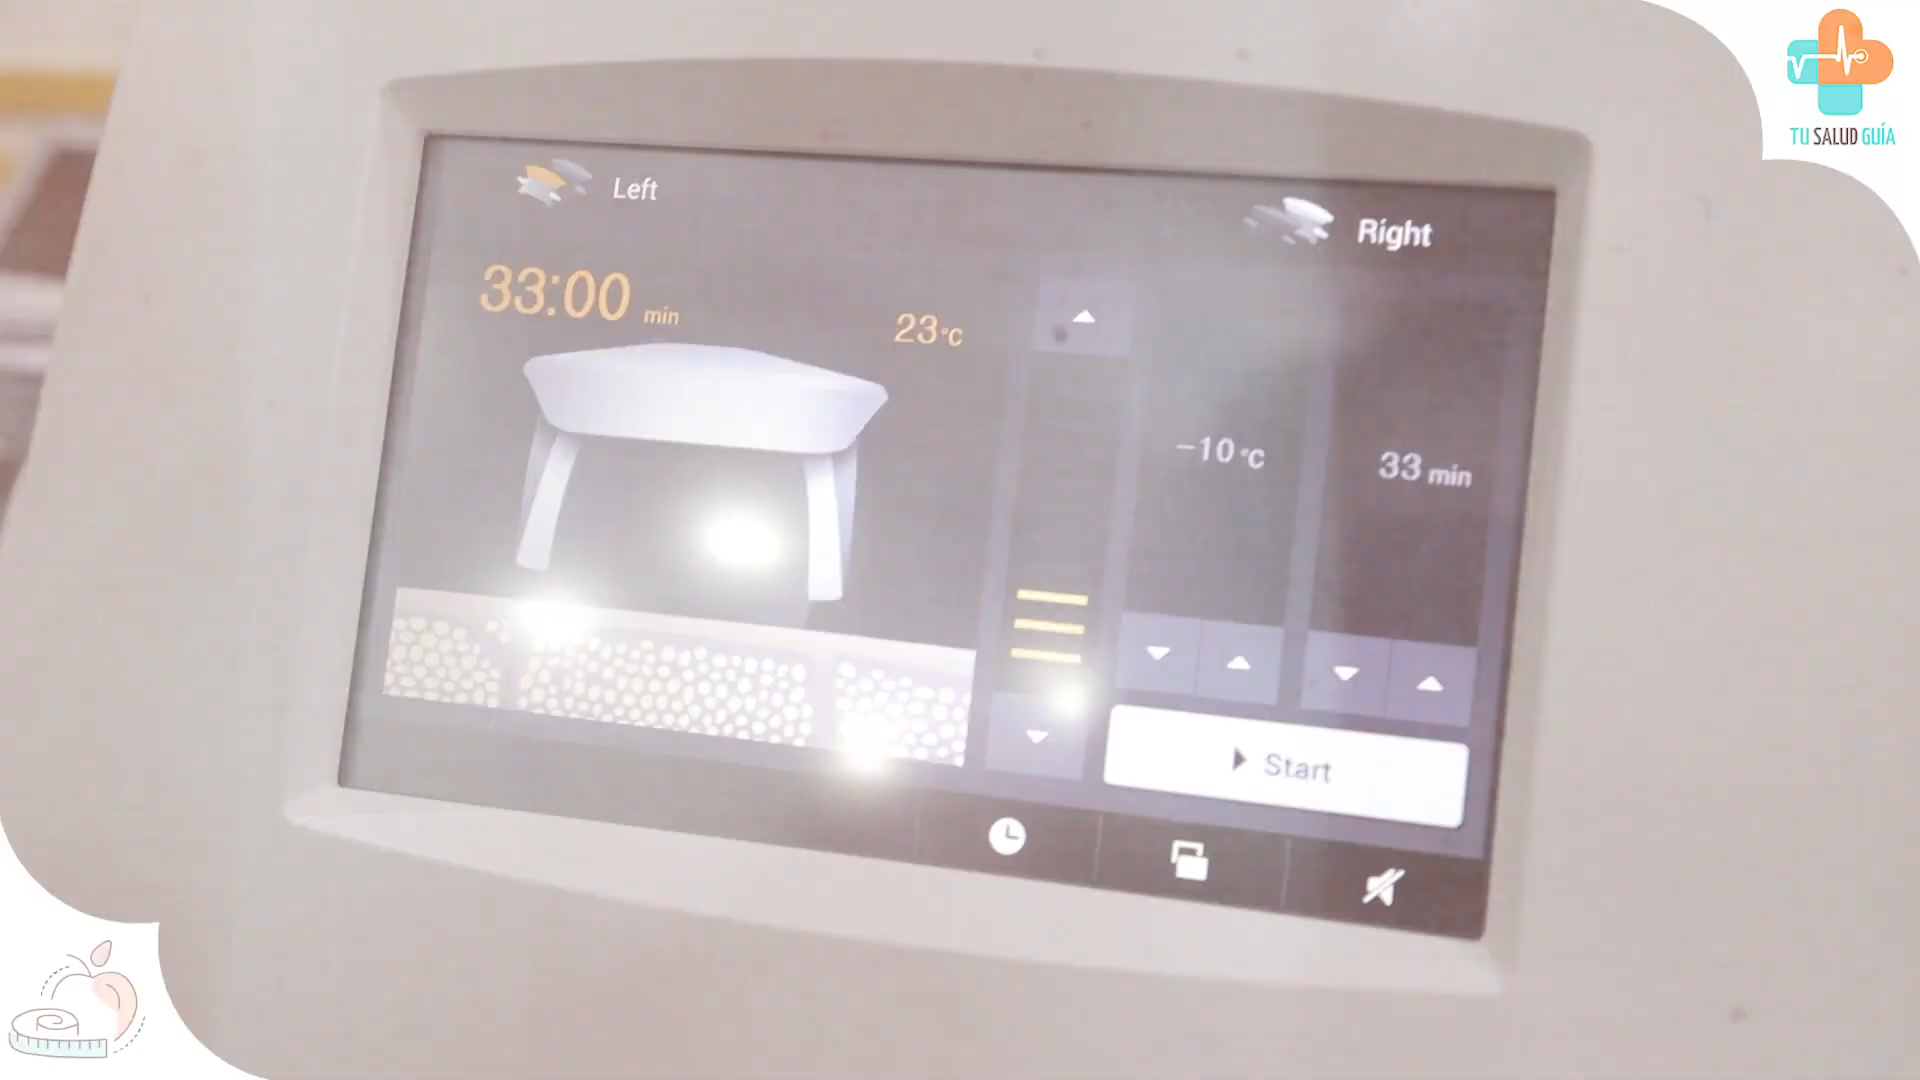 TU SALUD GUÍA
Left
Right
33:00 min
23°C
-10°C
33 min
Start